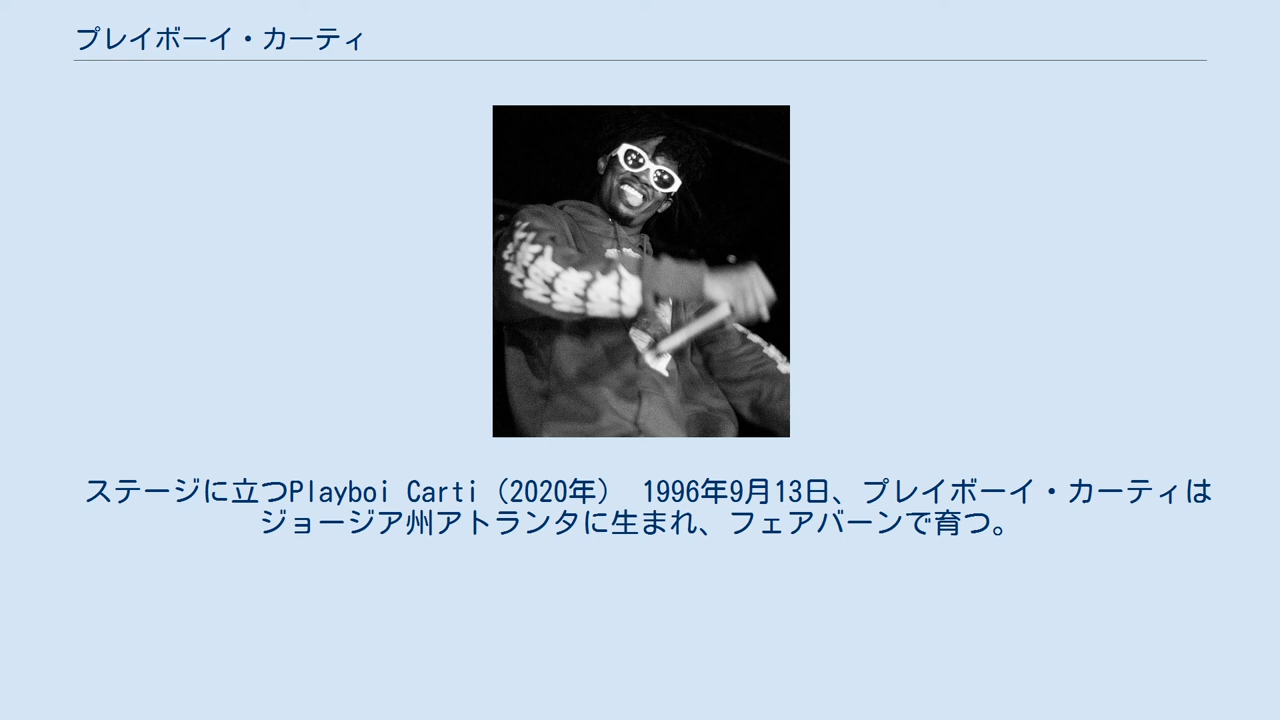 プレイボーイ・カーティ
ステージに立つPlayboi Carti（2020年） 1996年9月13日、プレイボーイ・カーティは
ジョージア州アトランタに生まれ、フェアバーンで育つ。